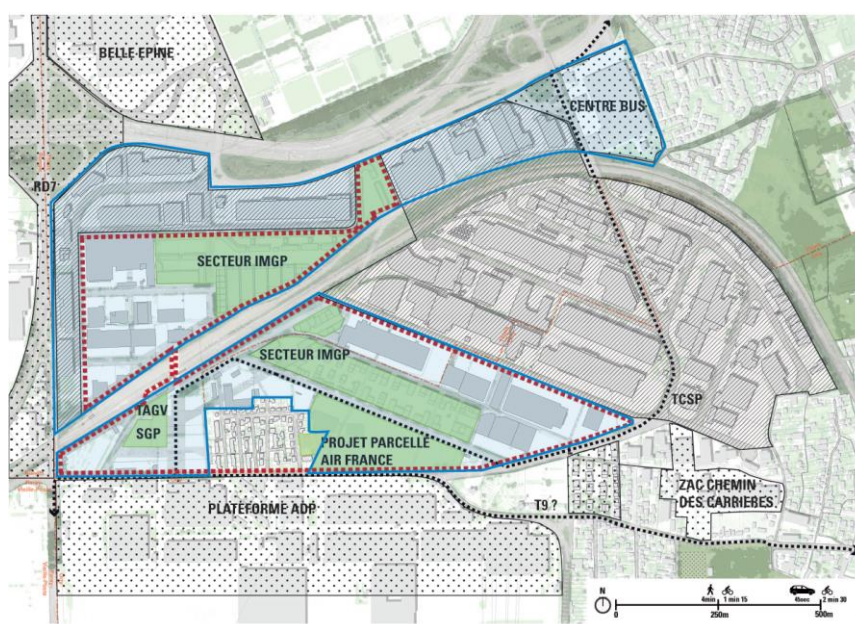 BELLE EPINE
CENTRE BUS
RD7
SECTEUR IMGP
SECTEUR IMGP
TAGV
SGP
TCSP
PROJET PARCELLE
AIR FRANCE
ZAC CHEMIN
DES CARRIERES
PLATEFORME ADP
T9 ?
N
4min 1 min 15
45sec 2 min 30
0 250m 500m